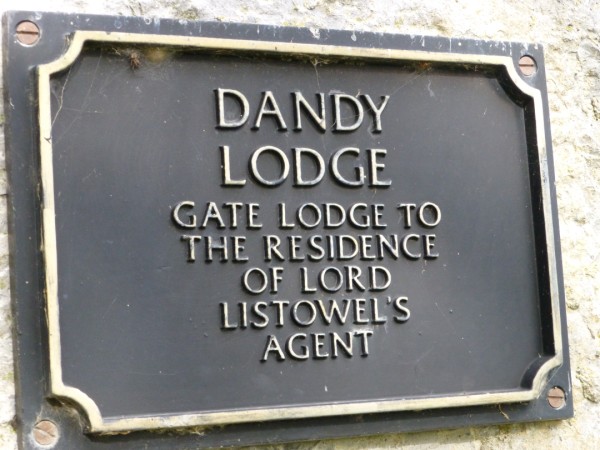 DANDY
LODGE
GATE LODGE TO
THE RESIDENCE
OF LORD
LISTOWEL'S
AGENT